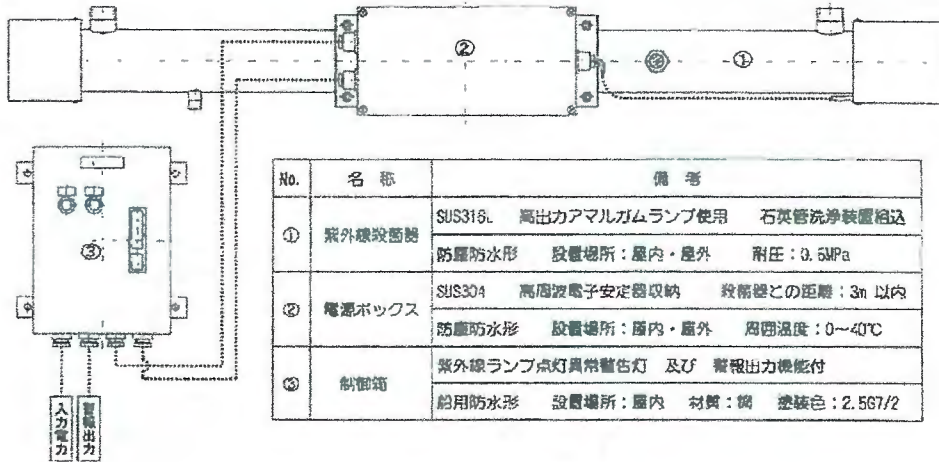 ②
①
③
No. 名称 備考
① 紫外線殺菌器 SUS316L 高出力アマルガムランプ使用 石英管洗浄装置組込
防塵防水形 設置場所：屋内・屋外 耐圧：0.5MPa
② 電源ボックス SUS304 高周波電子安定器収納 殺菌器との距離：3m 以内
防塵防水形 設置場所：屋内・屋外 周囲温度：0～40℃
③ 制御箱 紫外線ランプ点灯異常警告灯 及び 警報出力機能付
船用防水形 設置場所：屋内 材質：鋼 塗装色：2.5G7/2
入力電力
警報出力